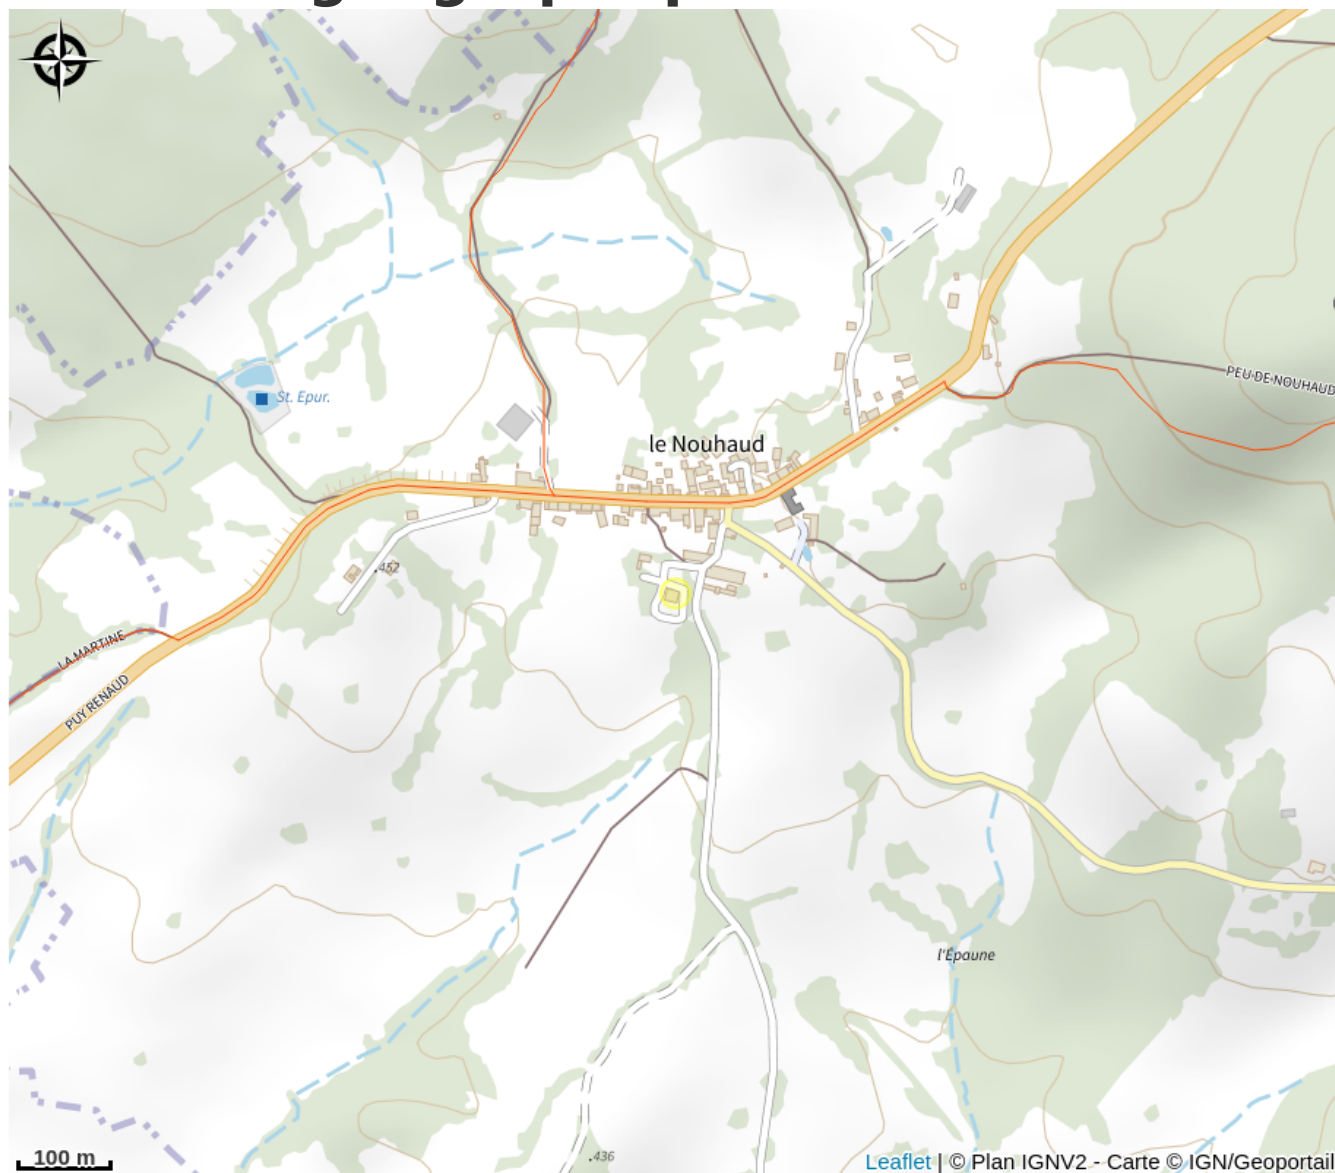 St. Epur.
PEU DE NOUHAUD
le Nouhaud
.452
LA MARTINE
PUY RENAUD
l'Épaune
.436
100 m
Leaflet | © Plan IGNV2 - Carte © IGN/Geoportail